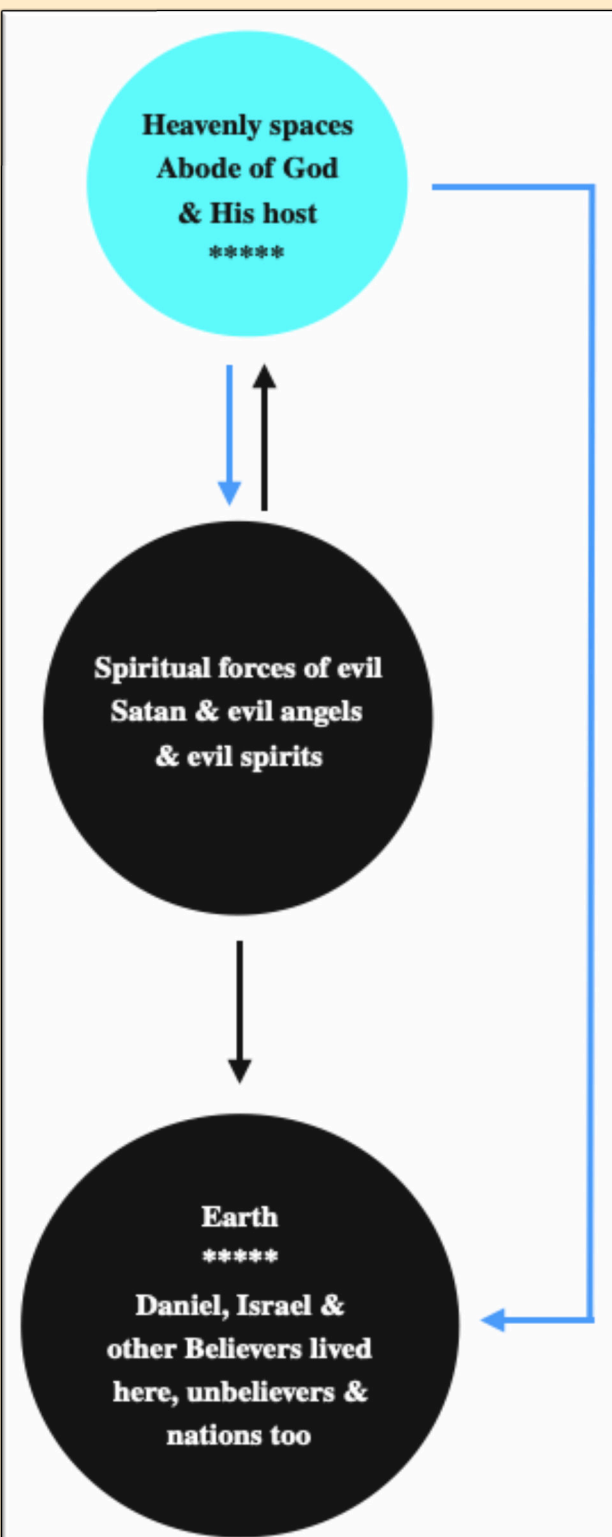 Heavenly spaces
Abode of God
& His host
*****
Spiritual forces of evil
Satan & evil angels
& evil spirits
Earth
*****
Daniel, Israel &
other Believers lived
here, unbelievers &
nations too